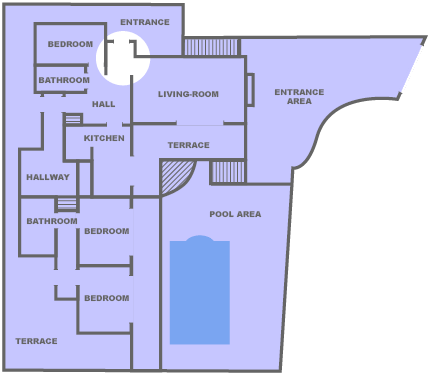 ENTRANCE
BEDROOM
BATHROOM
LIVING-ROOM
ENTRANCE
AREA
HALL
KITCHEN
TERRACE
HALLWAY
BATHROOM
POOL AREA
BEDROOM
BEDROOM
TERRACE